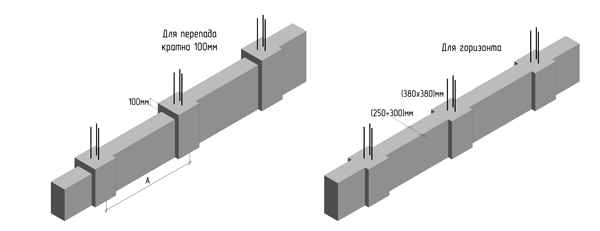 Для перепада
кратно 100мм
100мм
А
Для горизонта
(380х380)мм
(250÷300)мм